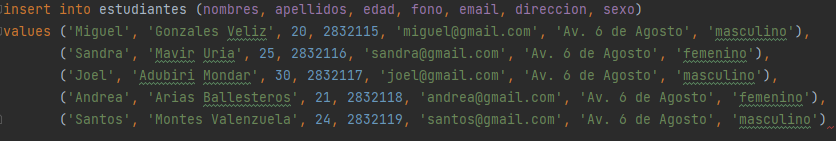 insert into estudiantes (nombres, apellidos, edad, fono, email, direccion, sexo)
values ('Miguel', 'Gonzales Veliz', 20, 2832115, 'miguel@gmail.com', 'Av. 6 de Agosto', 'masculino'),
('Sandra', 'Mavir Uria', 25, 2832116, 'sandra@gmail.com', 'Av. 6 de Agosto', 'femenino'),
('Joel', 'Adubiri Mondar', 30, 2832117, 'joel@gmail.com', 'Av. 6 de Agosto', 'masculino'),
('Andrea', 'Arias Ballesteros', 21, 2832118, 'andrea@gmail.com', 'Av. 6 de Agosto', 'femenino'),
('Santos', 'Montes Valenzuela', 24, 2832119, 'santos@gmail.com', 'Av. 6 de Agosto', 'masculino')